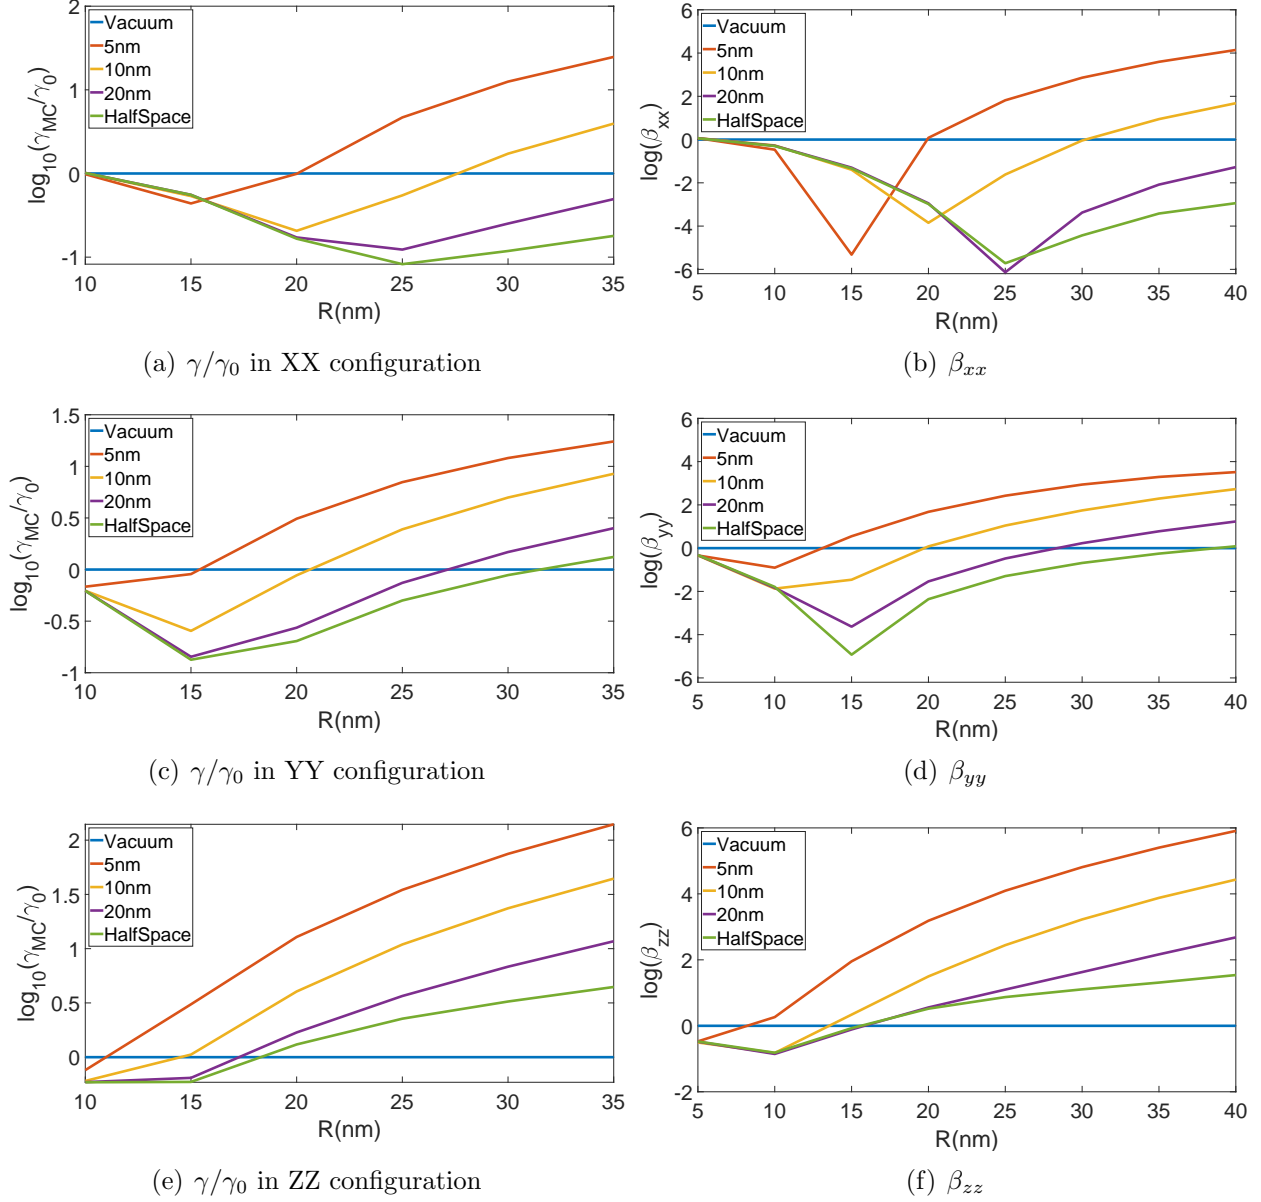 2
1
0
-1
log10(γMC/γ0)
Vacuum
5nm
10nm
20nm
HalfSpace
10 15 20 25 30 35
R(nm)
(a) γ/γ0 in XX configuration
6
4
2
0
-2
-4
-6
log(βxx)
Vacuum
5nm
10nm
20nm
HalfSpace
5 10 15 20 25 30 35 40
R(nm)
(b) βxx
1.5
1
0.5
0
-0.5
-1
log10(γMC/γ0)
Vacuum
5nm
10nm
20nm
HalfSpace
10 15 20 25 30 35
R(nm)
(c) γ/γ0 in YY configuration
6
4
2
0
-2
-4
-6
log(βyy)
Vacuum
5nm
10nm
20nm
HalfSpace
5 10 15 20 25 30 35 40
R(nm)
(d) βyy
2
1.5
1
0.5
0
log10(γMC/γ0)
Vacuum
5nm
10nm
20nm
HalfSpace
10 15 20 25 30 35
R(nm)
(e) γ/γ0 in ZZ configuration
6
4
2
0
-2
log(βzz)
Vacuum
5nm
10nm
20nm
HalfSpace
5 10 15 20 25 30 35 40
R(nm)
(f) βzz